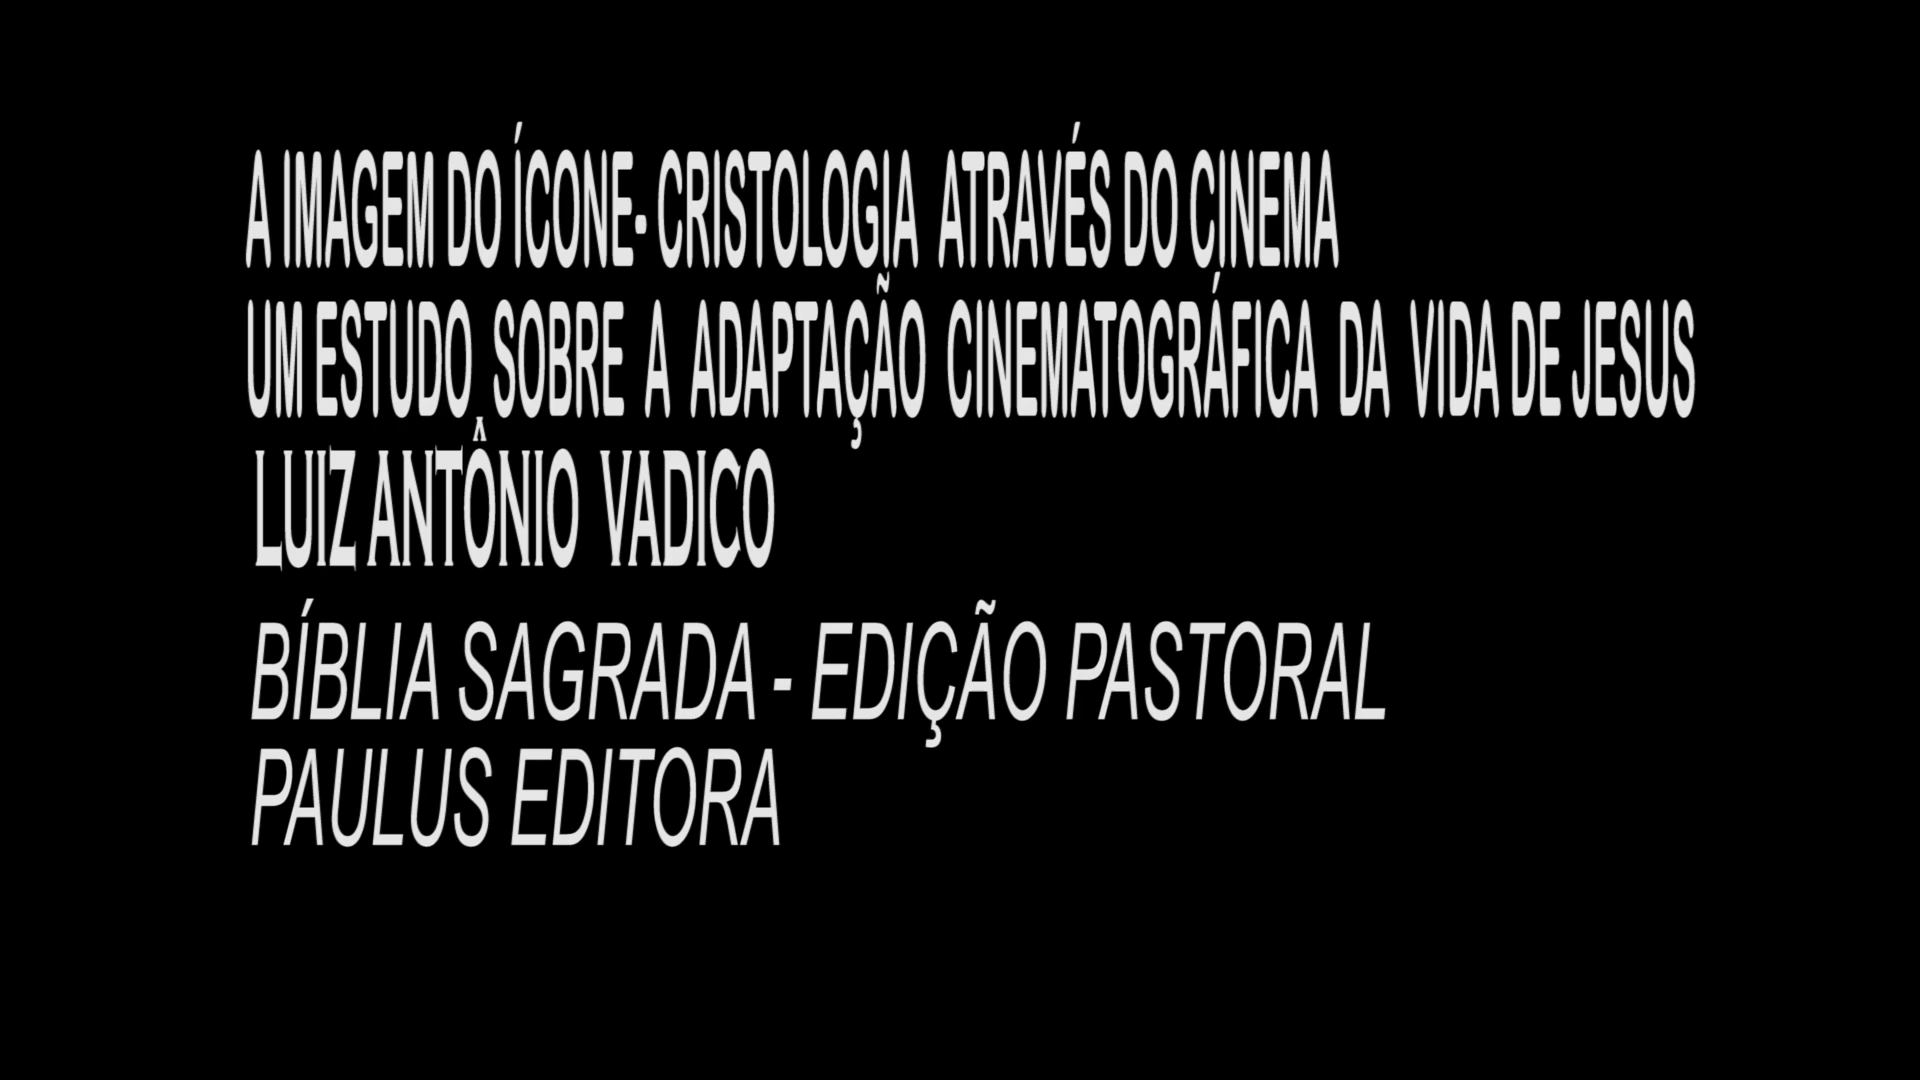 A IMAGEM DO ÍCONE- CRISTOLOGIA ATRAVÉS DO CINEMA
UM ESTUDO SOBRE A ADAPTAÇÃO CINEMATOGRÁFICA DA VIDA DE JESUS
LUIZ ANTÔNIO VADICO
BÍBLIA SAGRADA - EDIÇÃO PASTORAL
PAULUS EDITORA